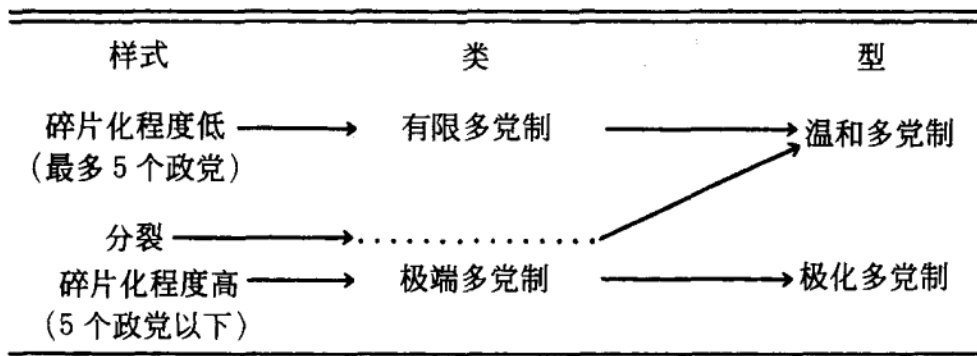 样式 类 型
碎片化程度低 有限多党制 温和多党制
(最多5个政党)
分裂
碎片化程度高 极端多党制 极化多党制
(5个政党以下)